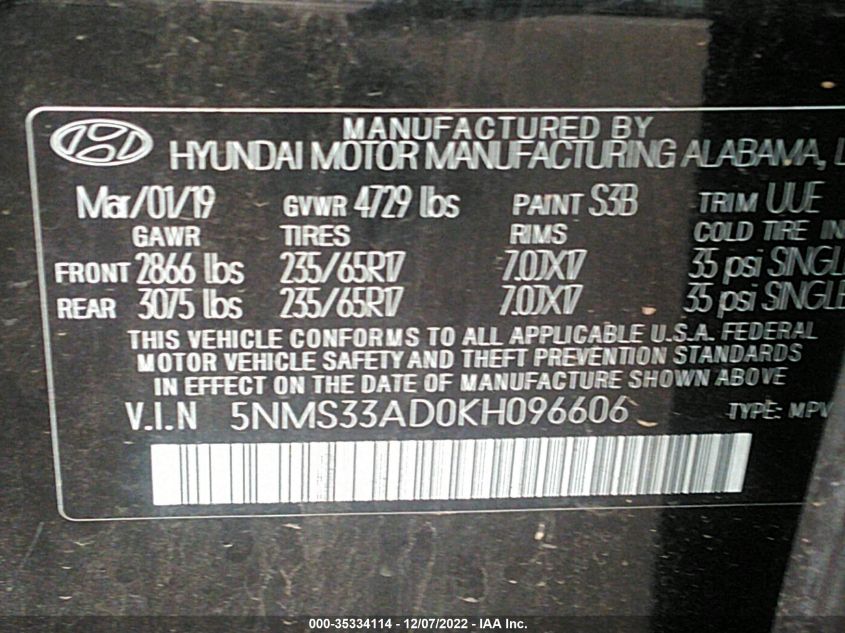 MANUFACTURED BY
HYUNDAI MOTOR MANUFACTURING ALABAMA, L
Mar/01/19 GVWR 4729 lbs PAINT S3B TRIM UUE
GAWR TIRES RIMS COLD TIRE IN
FRONT 2866 lbs 235/65R17 7.0JX17 35 psi SINGLE
REAR 3075 lbs 235/65R17 7.0JX17 35 psi SINGLE
THIS VEHICLE CONFORMS TO ALL APPLICABLE U.S.A. FEDERAL
MOTOR VEHICLE SAFETY AND THEFT PREVENTION STANDARDS
IN EFFECT ON THE DATE OF MANUFACTURE SHOWN ABOVE
V.I.N 5NMS33AD0KH096606 TYPE: MPV
000-35334114 - 12/07/2022 - IAA Inc.